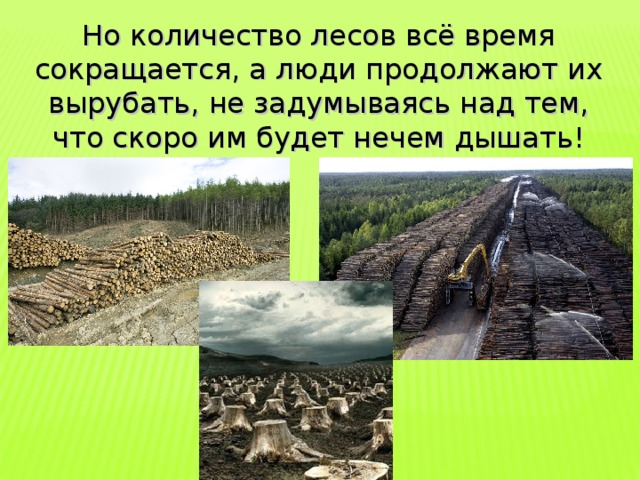 Но количество лесов всё время
сокращается, а люди продолжают их
вырубать, не задумываясь над тем,
что скоро им будет нечем дышать!